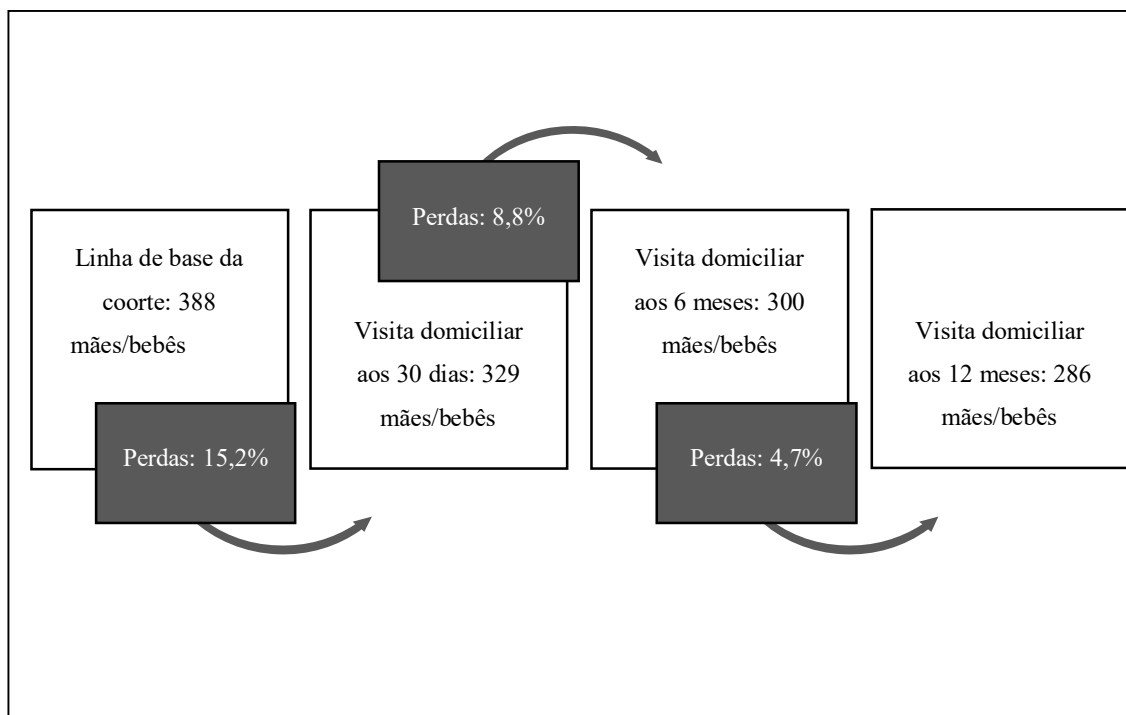 Linha de base da
coorte: 388
mães/bebês
Perdas: 15,2%
Perdas: 8,8%
Visita domiciliar
aos 30 dias: 329
mães/bebês
Visita domiciliar
aos 6 meses: 300
mães/bebês
Perdas: 4,7%
Visita domiciliar
aos 12 meses: 286
mães/bebês